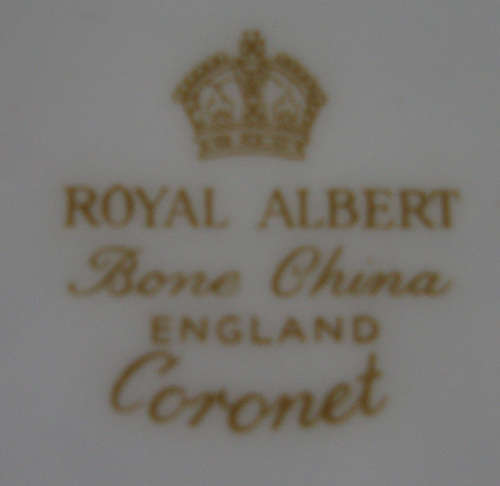 ROYAL ALBERT
Bone China
ENGLAND
Coronet